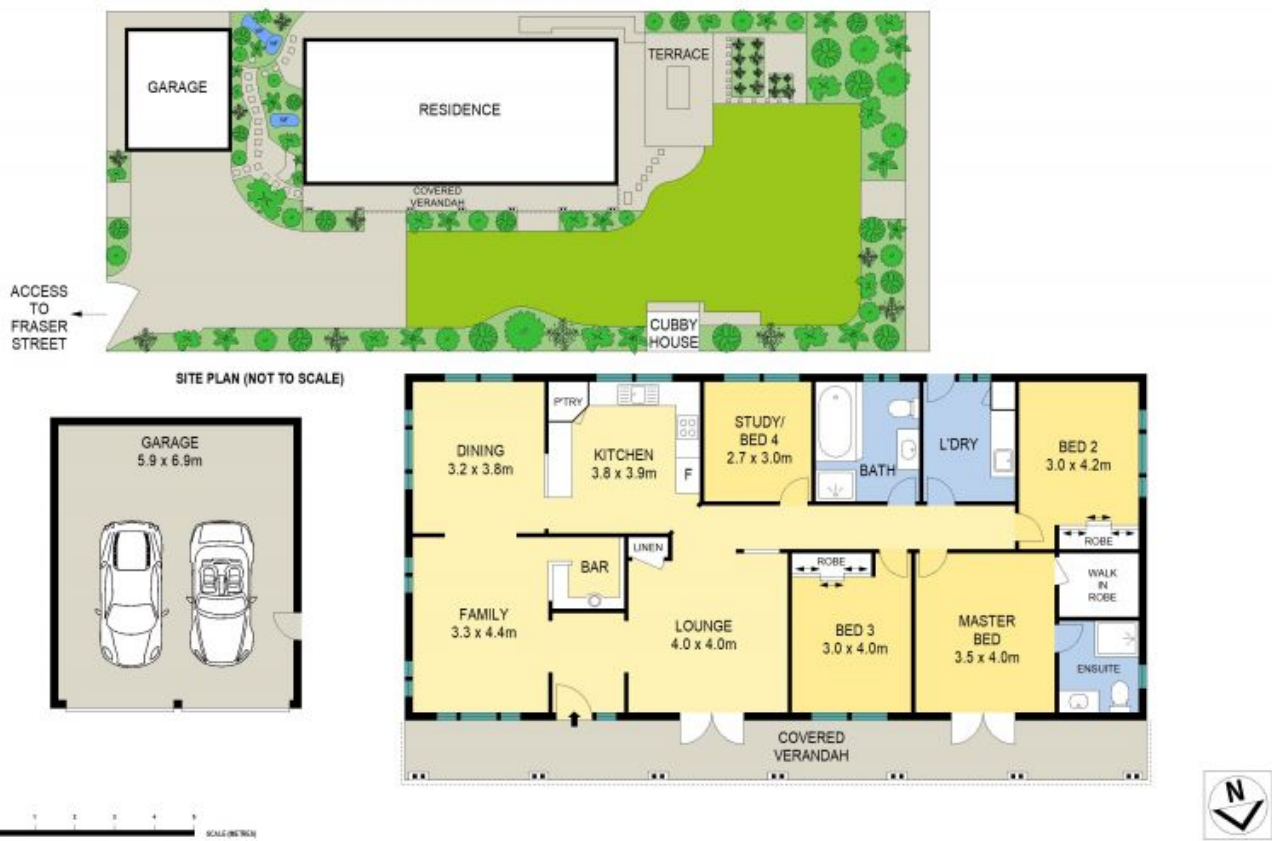 GARAGE
RESIDENCE
TERRACE
COVERED
VERANDAH
ACCESS
TO
FRASER
STREET
CUBBY
HOUSE
SITE PLAN (NOT TO SCALE)
GARAGE
5.9 x 6.9m
DINING
3.2 x 3.8m
P'TRY
KITCHEN
3.8 x 3.9m
F
STUDY/
BED 4
2.7 x 3.0m
BATH
L'DRY
BED 2
3.0 x 4.2m
ROBE
LINEN
BAR
FAMILY
3.3 x 4.4m
LOUNGE
4.0 x 4.0m
ROBE
BED 3
3.0 x 4.0m
MASTER
BED
3.5 x 4.0m
WALK
IN
ROBE
ENSUITE
COVERED
VERANDAH
1 2 3 4 5
SCALE (METRES)
N